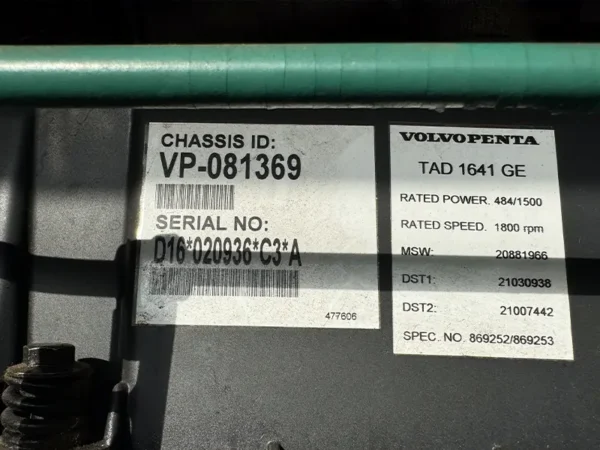 CHASSIS ID:
VP-081369
SERIAL NO:
D16*020936*C3*A
477606
VOLVO PENTA
TAD 1641 GE
RATED POWER. 484/1500
RATED SPEED. 1800 rpm
MSW: 20881966
DST1: 21030938
DST2: 21007442
SPEC. NO. 869252/869253